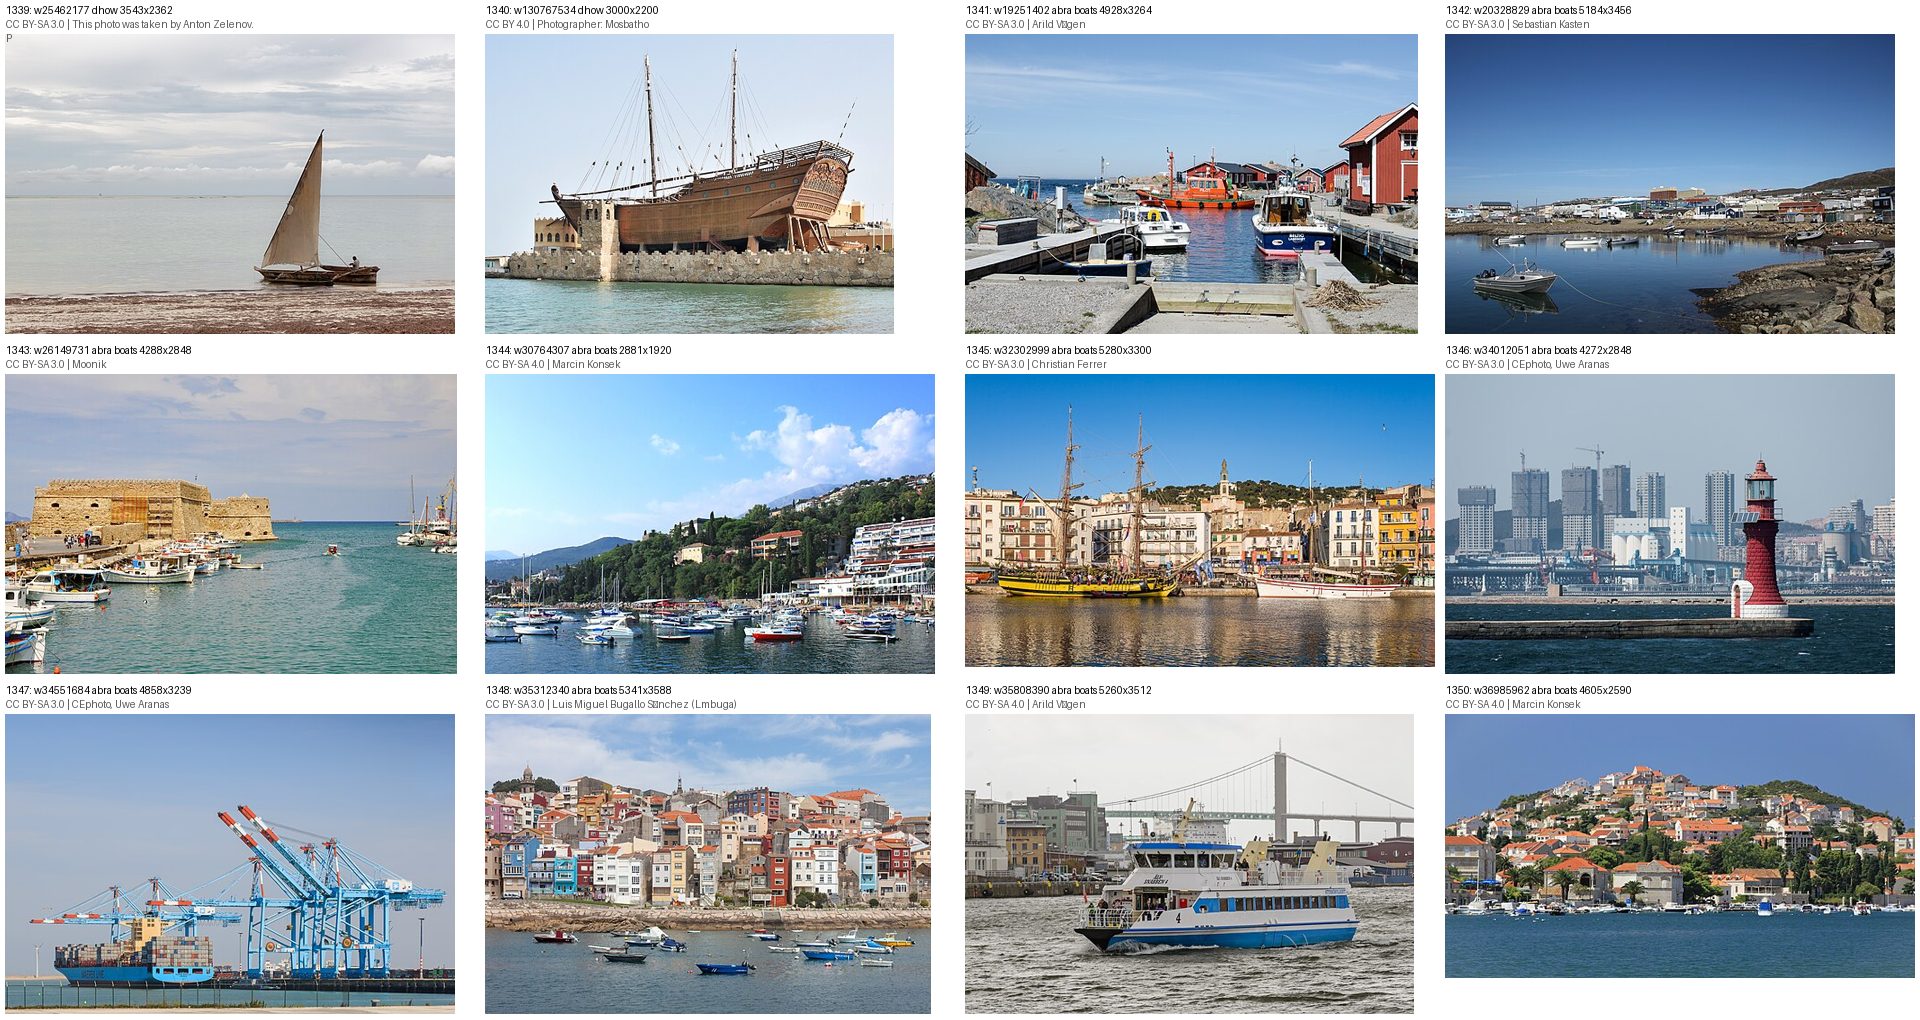 1339: w25462177 dhow 3543x2362
CC BY-SA 3.0 | This photo was taken by Anton Zelenov.
P
1340: w130767534 dhow 3000x2200
CC BY 4.0 | Photographer: Mosbatho
1341: w19251402 abra boats 4928x3264
CC BY-SA 3.0 | Arild V gen
1342: w20328829 abra boats 5184x3456
CC BY-SA 3.0 | Sebastian Kasten
1343: w26149731 abra boats 4288x2848
CC BY-SA 3.0 | Moonik
1344: w30764307 abra boats 2881x1920
CC BY-SA 4.0 | Marcin Konsek
1345: w32302999 abra boats 5280x3300
CC BY-SA 3.0 | Christian Ferrer
1346: w34012051 abra boats 4272x2848
CC BY-SA 3.0 | CEphoto, Uwe Aranas
1347: w34551684 abra boats 4858x3239
CC BY-SA 3.0 | CEphoto, Uwe Aranas
1348: w35312340 abra boats 5341x3588
CC BY-SA 3.0 | Luis Miguel Bugallo S nchez (Lmbuga)
1349: w35808390 abra boats 5260x3512
CC BY-SA 4.0 | Arild V gen
4
1350: w36985962 abra boats 4605x2590
CC BY-SA 4.0 | Marcin Konsek